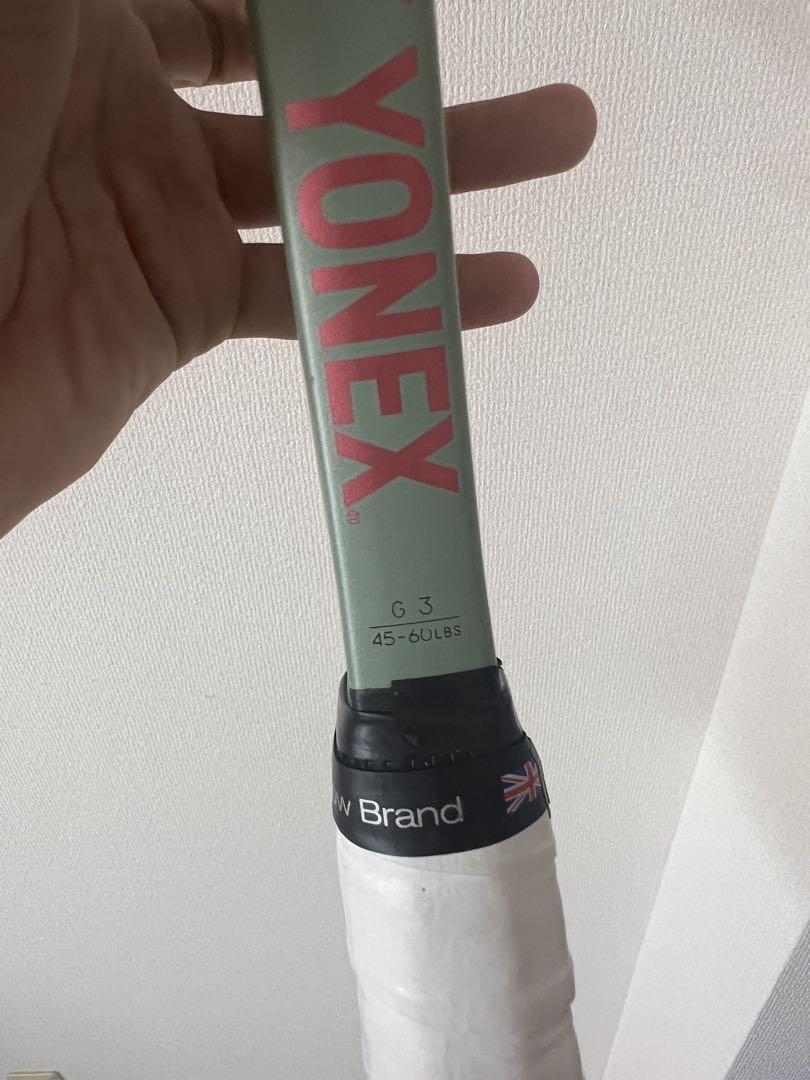 YONEX
G 3
45-60LBS
w Brand